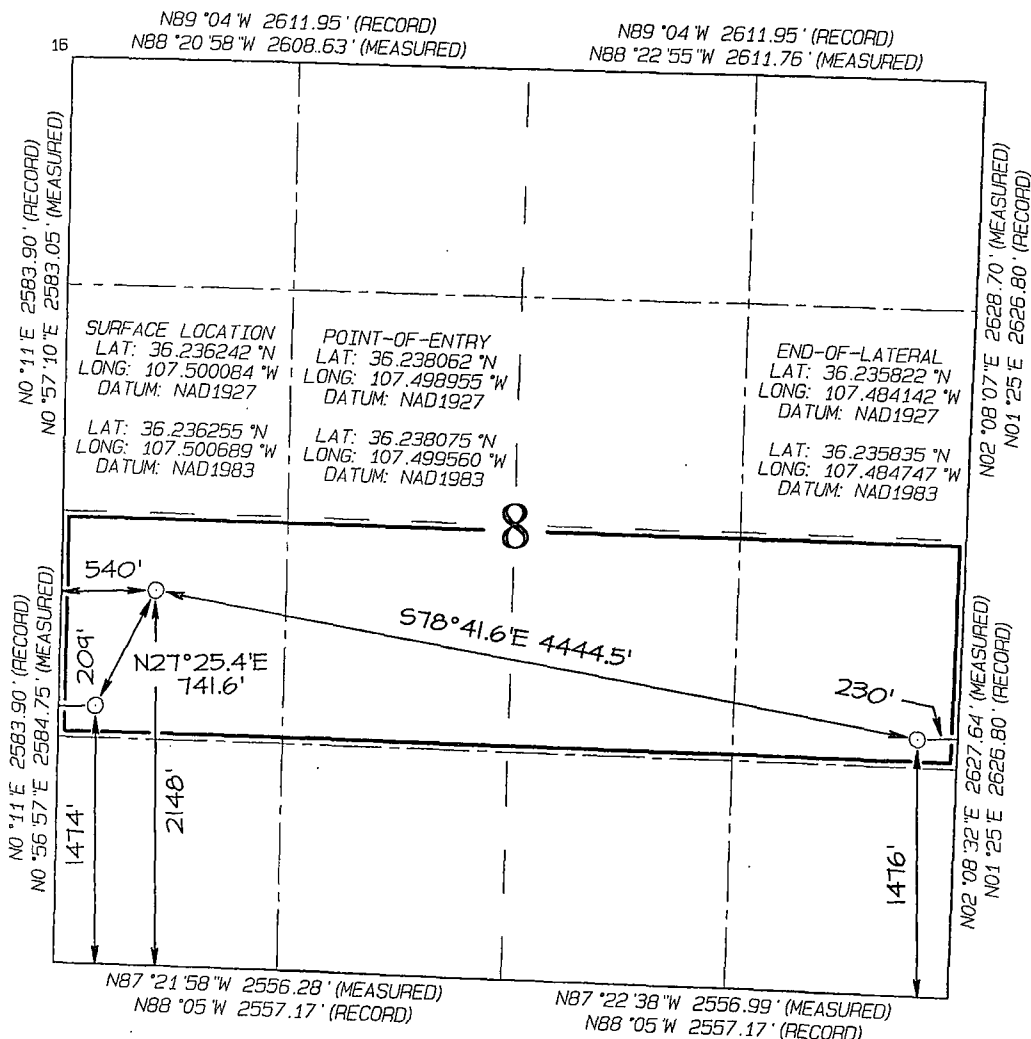 N89°04'W 2611.95' (RECORD)
N88°20'58"W 2608.63' (MEASURED)
N89°04'W 2611.95' (RECORD)
N88°22'55"W 2611.76' (MEASURED)
16
N0°11'E 2583.90' (RECORD)
N0°57'10"E 2583.05' (MEASURED)
N02°08'07"E 2628.70' (MEASURED)
N01°25'E 2626.80' (RECORD)
SURFACE LOCATION
LAT: 36.236242°N
LONG: 107.500084°W
DATUM: NAD1927
LAT: 36.236255°N
LONG: 107.500689°W
DATUM: NAD1983
POINT-OF-ENTRY
LAT: 36.238062°N
LONG: 107.498955°W
DATUM: NAD1927
LAT: 36.238075°N
LONG: 107.499560°W
DATUM: NAD1983
END-OF-LATERAL
LAT: 36.235822°N
LONG: 107.484142°W
DATUM: NAD1927
LAT: 36.235835°N
LONG: 107.484747°W
DATUM: NAD1983
8
540'
S78°41.6'E 4444.5'
209'
N27°25.4'E
741.6'
230'
N0°11'E 2583.90' (RECORD)
N0°56'57"E 2584.75' (MEASURED)
1474'
2148'
1476'
N02°08'32"E 2627.64' (MEASURED)
N01°25'E 2626.80' (RECORD)
N87°21'58"W 2556.28' (MEASURED)
N88°05'W 2557.17' (RECORD)
N87°22'38"W 2556.99' (MEASURED)
N88°05'W 2557.17' (RECORD)